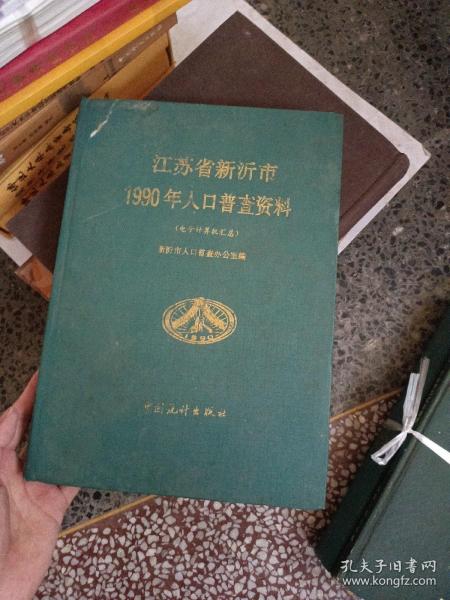 江苏省新沂市
1990年人口普查资料
(电子计算机汇总)
新沂市人口普查办公室编
1990
中国统计出版社
孔夫子旧书网
www.kongfz.com